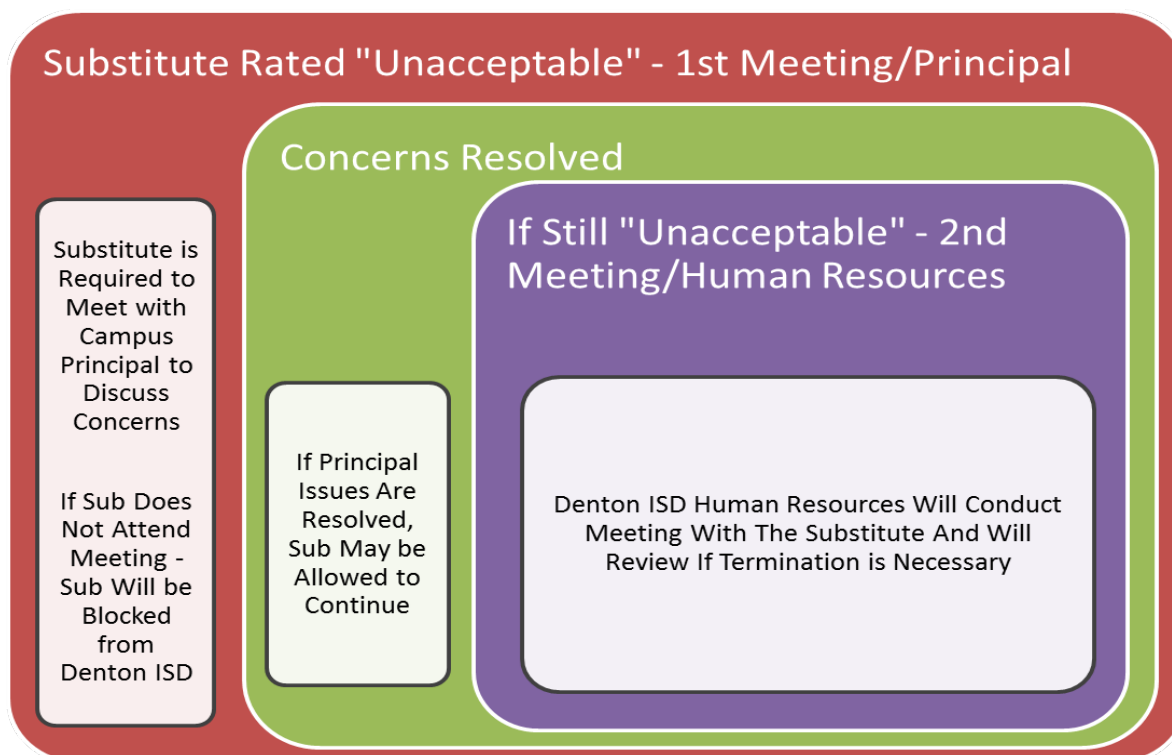 Substitute Rated "Unacceptable" - 1st Meeting/Principal
Concerns Resolved
If Still "Unacceptable" - 2nd
Meeting/Human Resources
Substitute is
Required to
Meet with
Campus
Principal to
Discuss
Concerns
If Sub Does
Not Attend
Meeting -
Sub Will be
Blocked
from
Denton ISD
If Principal
Issues Are
Resolved,
Sub May be
Allowed to
Continue
Denton ISD Human Resources Will Conduct
Meeting With The Substitute And Will
Review If Termination is Necessary